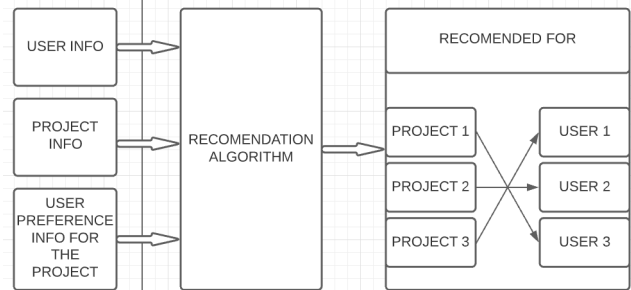 USER INFO
PROJECT
INFO
USER
PREFERENCE
INFO FOR
THE
PROJECT
RECOMENDATION
ALGORITHM
RECOMENDED FOR
PROJECT 1
USER 1
PROJECT 2
USER 2
PROJECT 3
USER 3